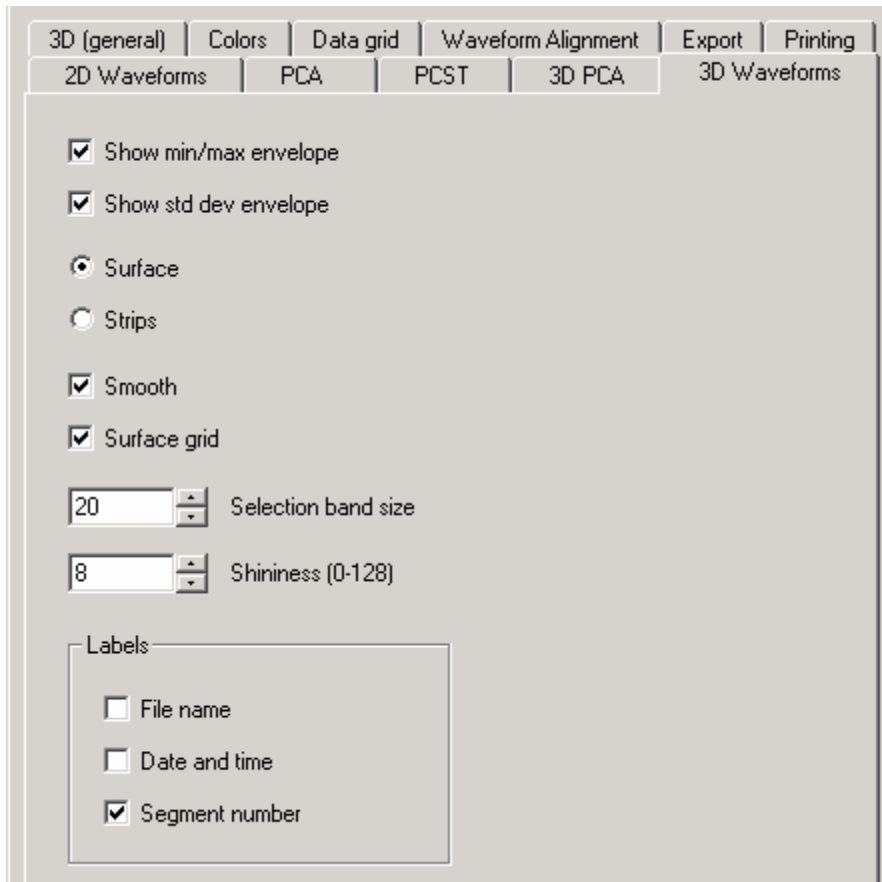 3D (general) Colors Data grid Waveform Alignment Export Printing
2D Waveforms PCA PCST 3D PCA 3D Waveforms
Show min/max envelope
Show std dev envelope
Surface
Strips
Smooth
Surface grid
20 Selection band size
8 Shininess (0-128)
Labels
File name
Date and time
Segment number